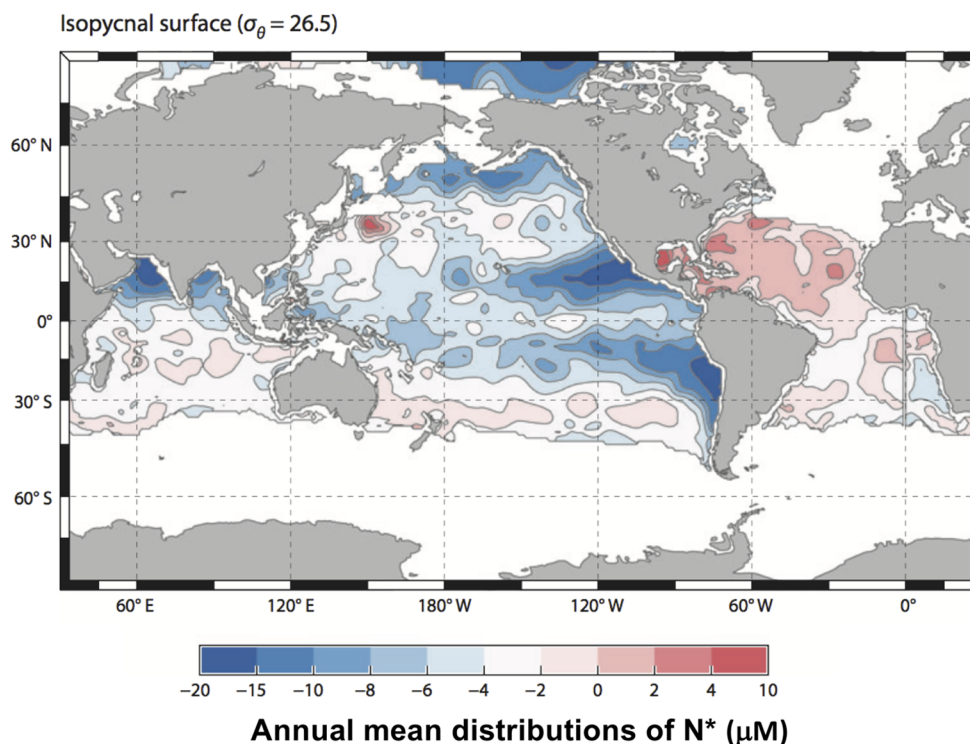 Isopycnal surface (σθ = 26.5)
60° N
30° N
0°
30° S
60° S
60° E 120° E 180° W 120° W 60° W 0°
−20 −15 −10 −8 −6 −4 −2 0 2 4 10
Annual mean distributions of N* (μM)